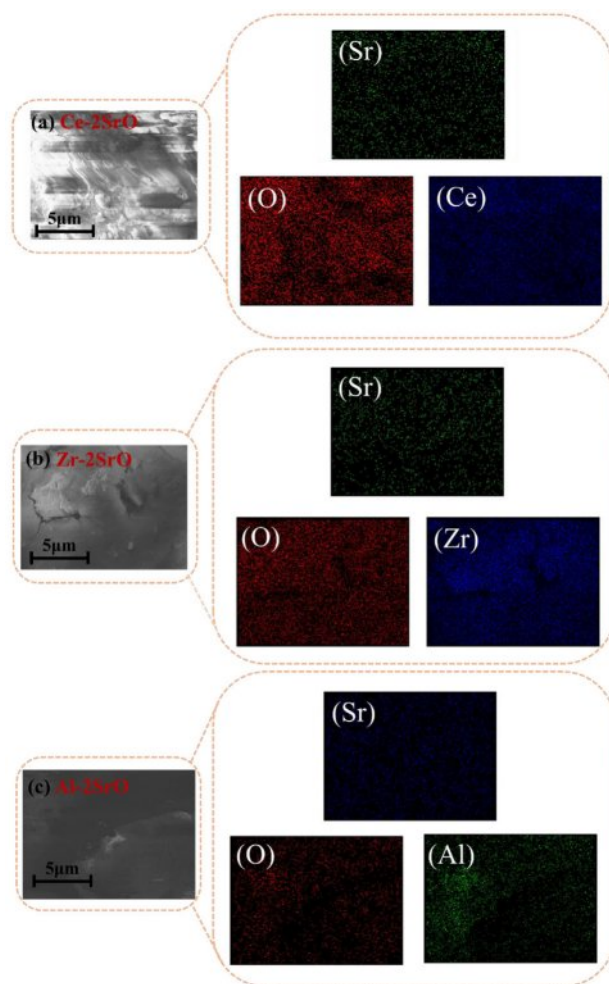 (Sr)
(a) Ce-2SrO
5μm
(O)
(Ce)
(Sr)
(b) Zr-2SrO
5μm
(O)
(Zr)
(Sr)
(c) Al-2SrO
5μm
(O)
(Al)